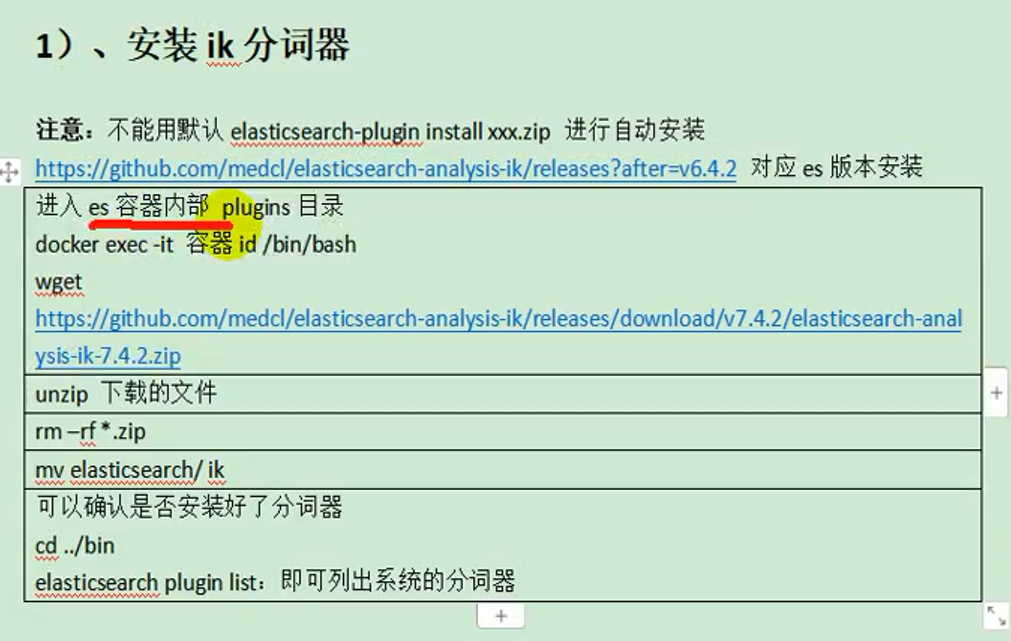 1）、安装 ik 分词器
注意：不能用默认 elasticsearch-plugin install xxx.zip 进行自动安装
https://github.com/medcl/elasticsearch-analysis-ik/releases?after=v6.4.2 对应 es 版本安装
进入 es 容器内部 plugins 目录
docker exec -it 容器 id /bin/bash
wget
https://github.com/medcl/elasticsearch-analysis-ik/releases/download/v7.4.2/elasticsearch-anal
ysis-ik-7.4.2.zip
unzip 下载的文件
rm –rf *.zip
mv elasticsearch/ ik
可以确认是否安装好了分词器
cd ../bin
elasticsearch plugin list：即可列出系统的分词器